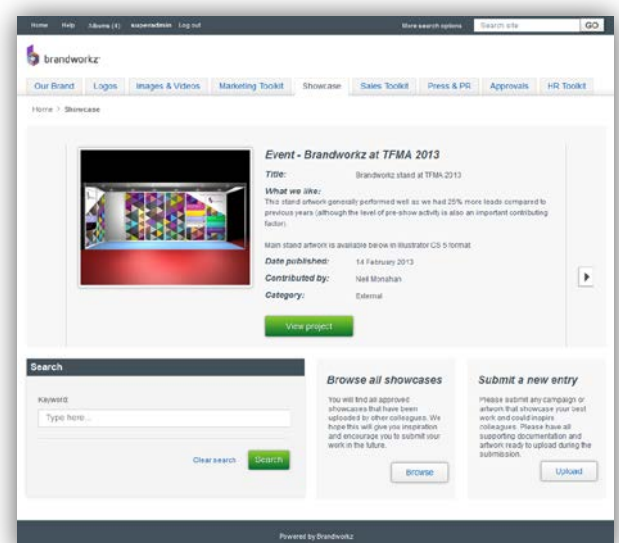 Home Help Albums (4) superadmin Log out More search options Search site GO
brandworkz
Our Brand Logos Images & Videos Marketing Toolkit Showcase Sales Toolkit Press & PR Approvals HR Toolkit
Home > Showcase
Event - Brandworkz at TFMA 2013
Title: Brandworkz stand at TFMA 2013
What we like:
This stand artwork generally performed well as we had 25% more leads compared to
previous years (although the level of pre-show activity is also an important contributing
factor).
Main stand artwork is available below in Illustrator CS 5 format.
Date published: 14 February 2013
Contributed by: Neil Monahan
Category: External
View project
Search
Keyword
Type here...
Clear search Search
Browse all showcases
You will find all approved
showcases that have been
uploaded by other colleagues. We
hope this will give you inspiration
and encourage you to submit your
work in the future.
Browse
Submit a new entry
Please submit any campaign or
artwork that showcase your best
work and could inspire
colleagues. Please have all
supporting documentation and
artwork ready to upload during the
submission.
Upload
Powered by Brandworkz